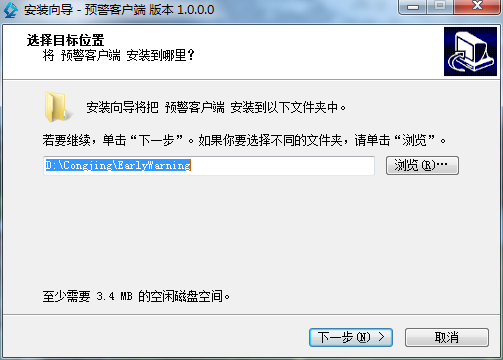 安装向导 - 预警客户端 版本 1.0.0.0
选择目标位置
将 预警客户端 安装到哪里？
安装向导将把 预警客户端 安装到以下文件夹中。
若要继续，单击“下一步”。如果你要选择不同的文件夹，请单击“浏览”。
D:\Congjing\EarlyWarning
浏览(R)…
至少需要 3.4 MB 的空闲磁盘空间。
下一步(N) >
取消